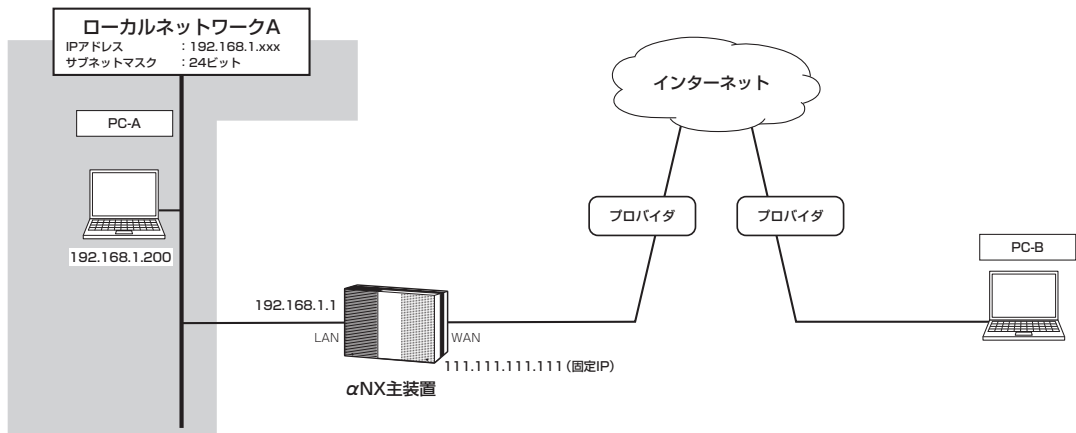 ローカルネットワークA
IPアドレス :192.168.1.xxx
サブネットマスク :24ビット
PC-A
192.168.1.200
インターネット
プロバイダ
プロバイダ
PC-B
192.168.1.1
LAN
WAN
111.111.111.111(固定IP)
αNX主装置